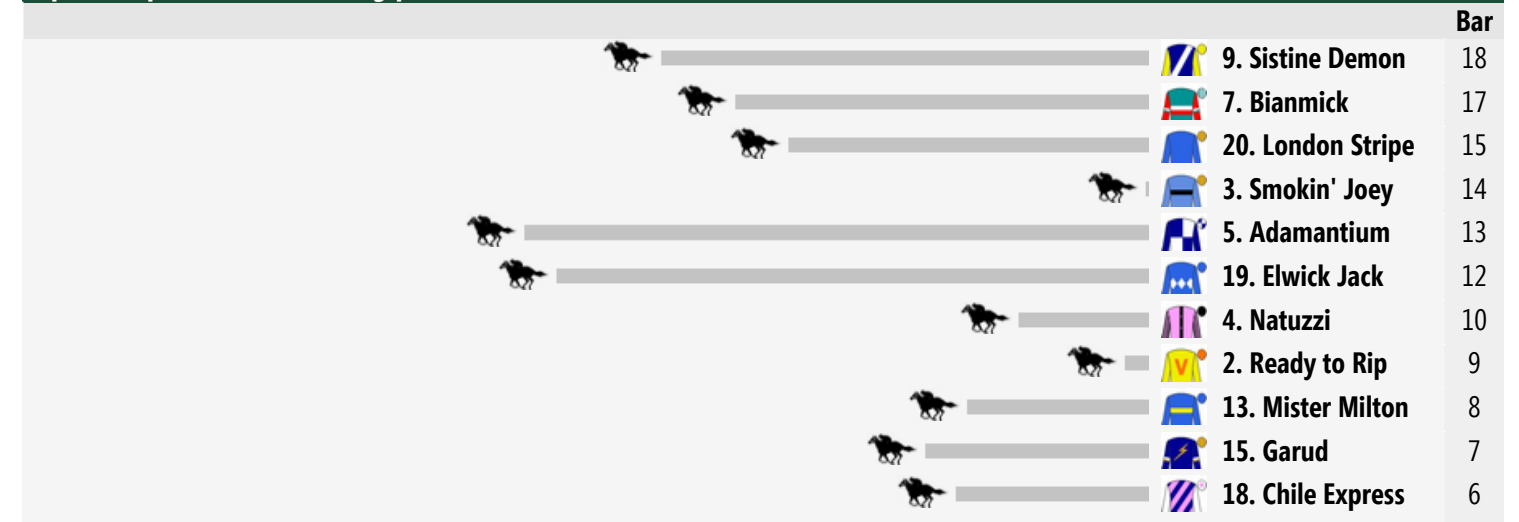 Bar
9. Sistine Demon 18
7. Bianmick 17
20. London Stripe 15
3. Smokin' Joey 14
5. Adamantium 13
19. Elwick Jack 12
4. Natuzzi 10
V 2. Ready to Rip 9
13. Mister Milton 8
15. Garud 7
18. Chile Express 6